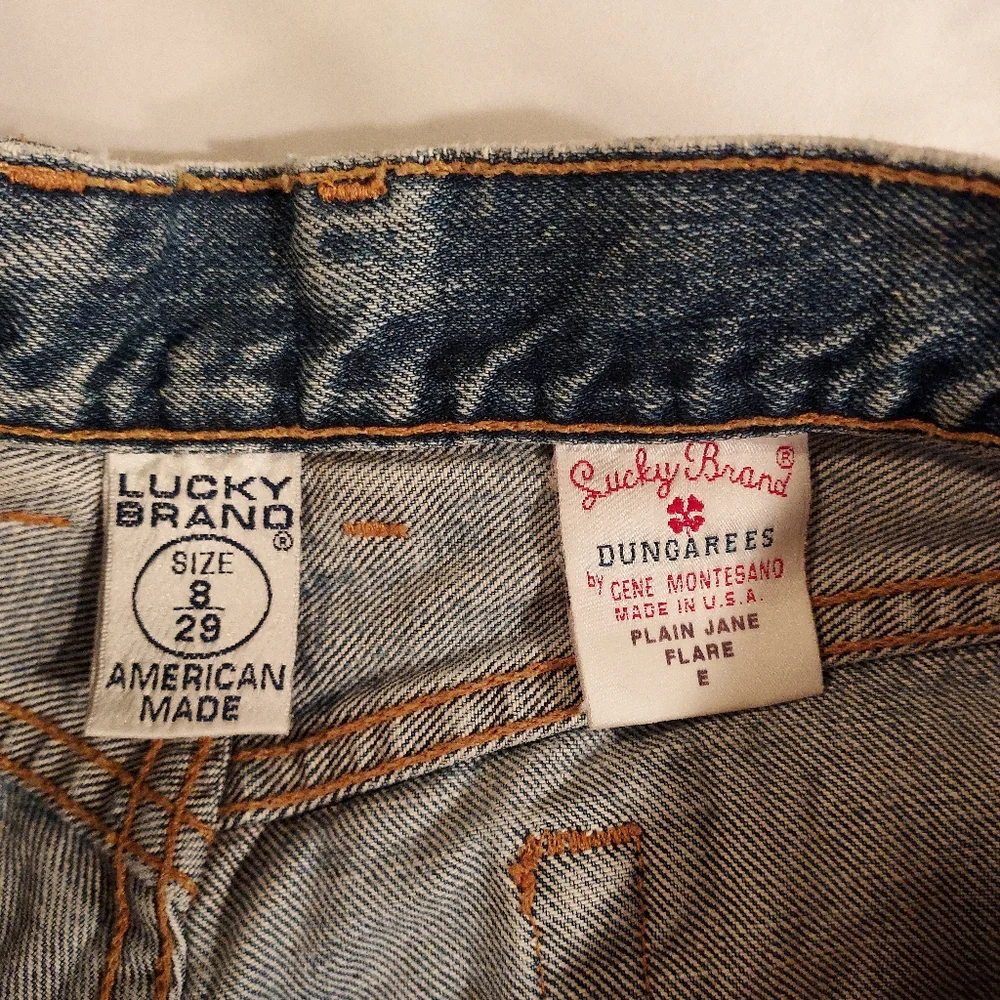 LUCKY
BRAND®
SIZE
8
29
AMERICAN
MADE
Lucky Brand®
DUNGAREES
by GENE MONTESANO
MADE IN U.S.A.
PLAIN JANE
FLARE
E